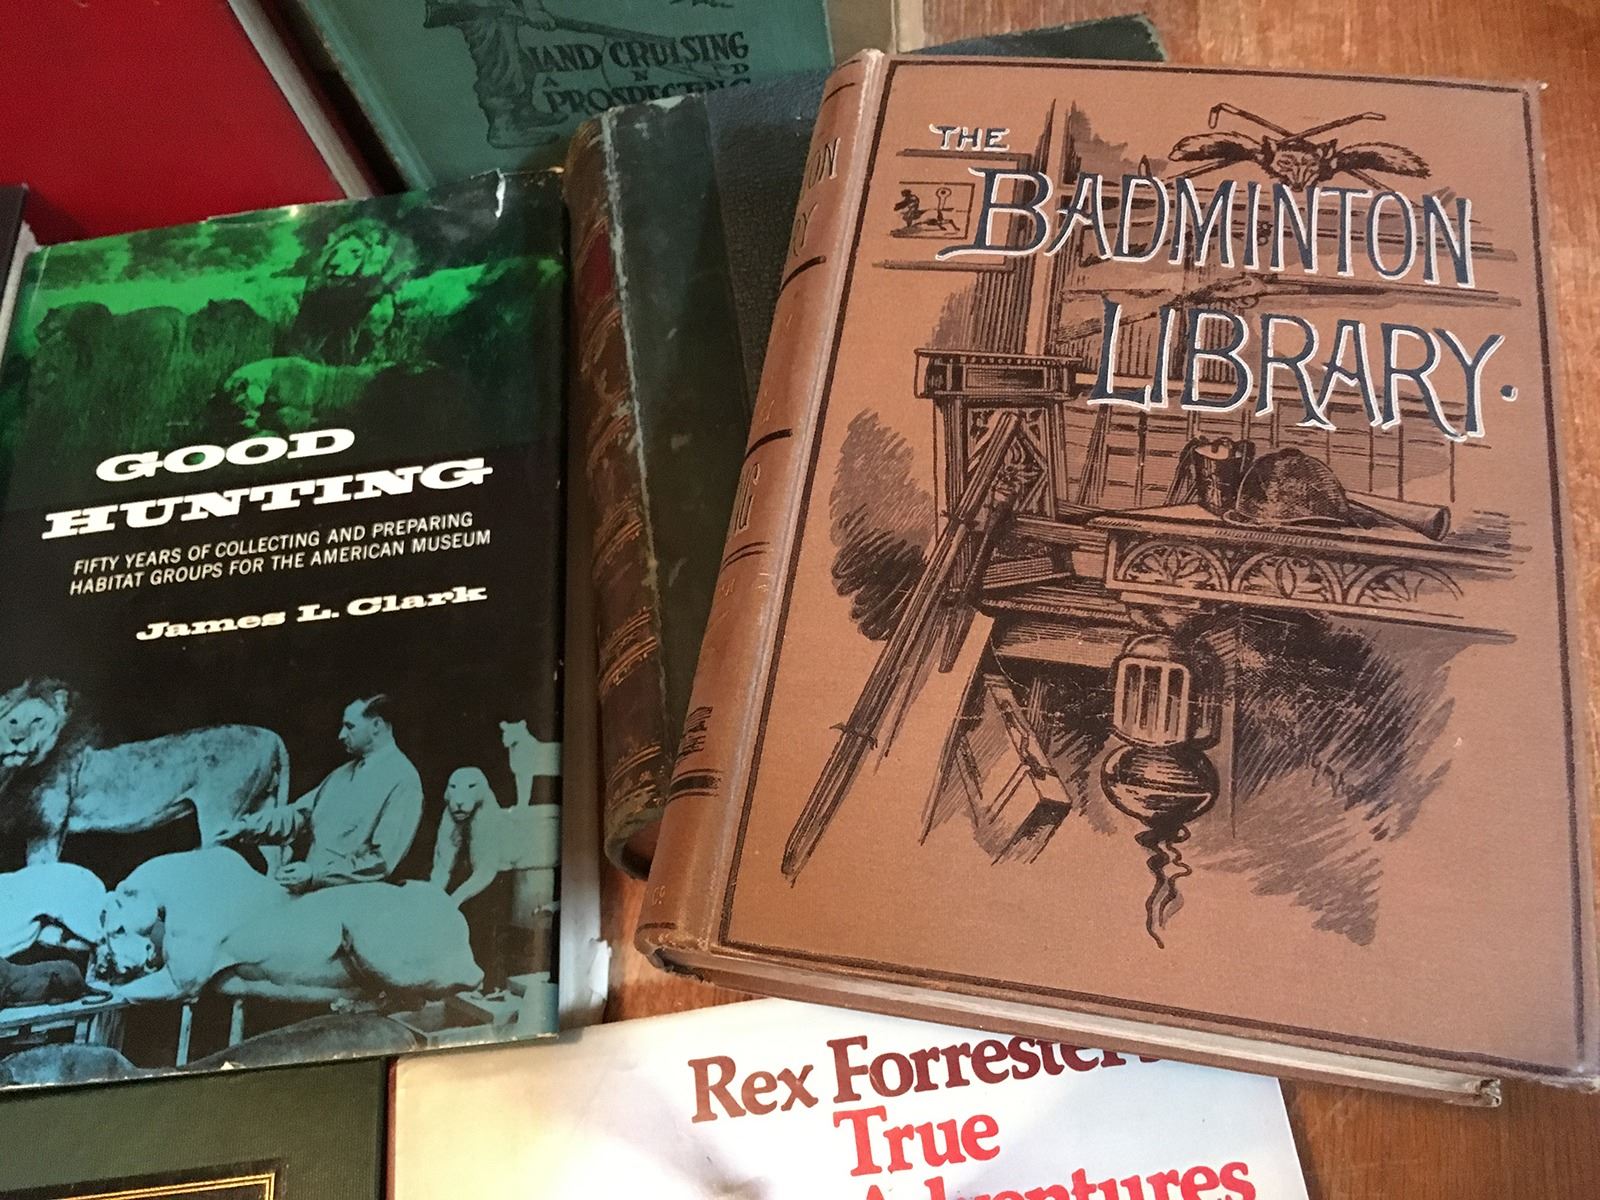 HAND CRUISING
A N D
PROSPECTING
THE
BADMINTON
LIBRARY.
GOOD
HUNTING
FIFTY YEARS OF COLLECTING AND PREPARING
HABITAT GROUPS FOR THE AMERICAN MUSEUM
James L. Clark
Rex Forrester's
True
Adventures